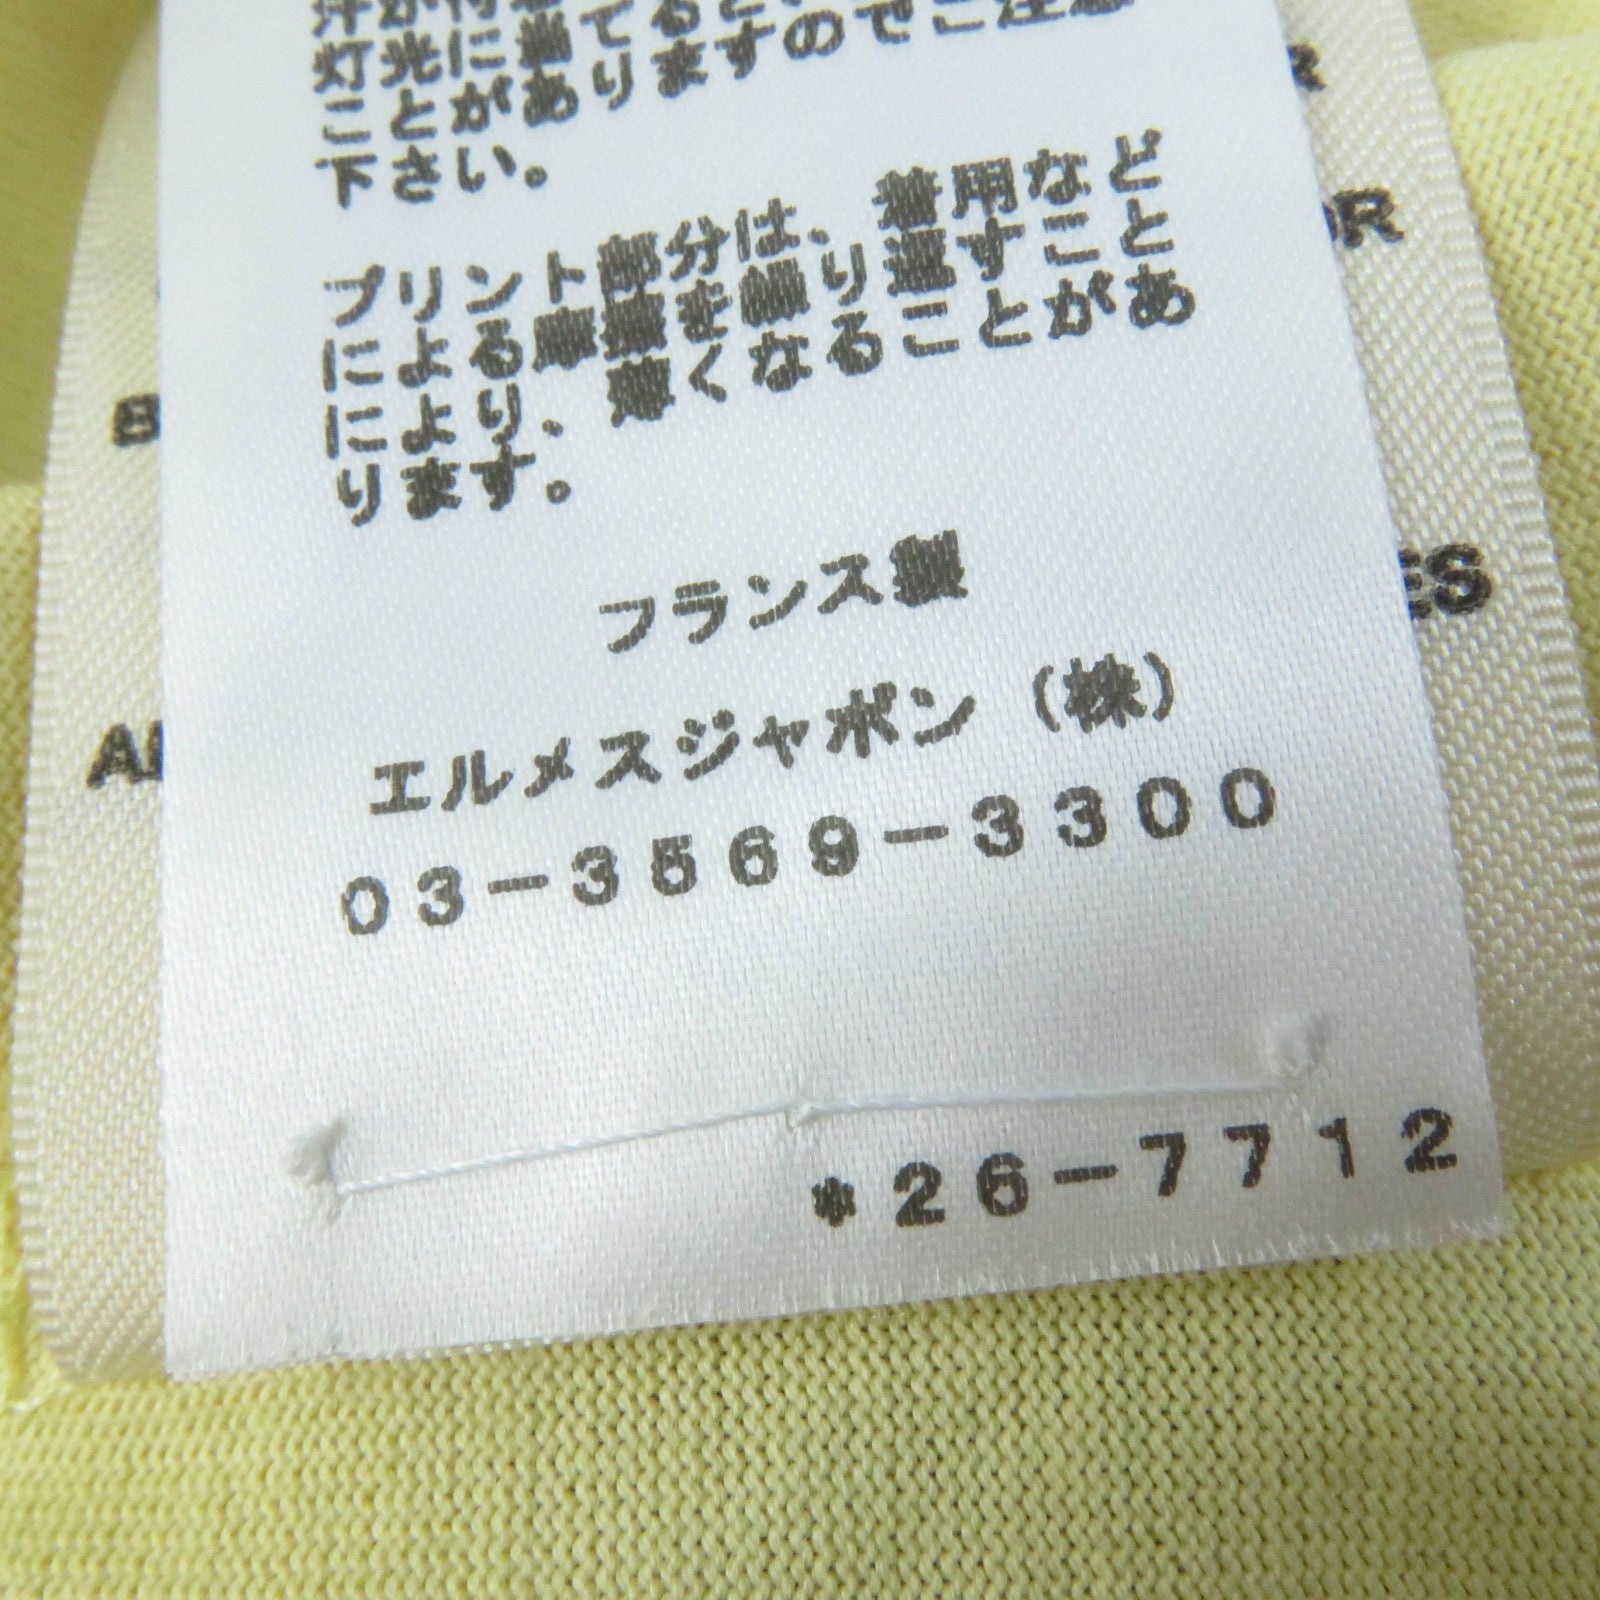 灯光に当てると、
ことがありますのでご注意
下さい。
プリント部分は、着用など
による摩擦を繰り返すこと
により、薄くなることがあ
ります。
フランス製
エルメスジャポン（株）
03-3569-3300
*26-7712
R
OR
B
ES